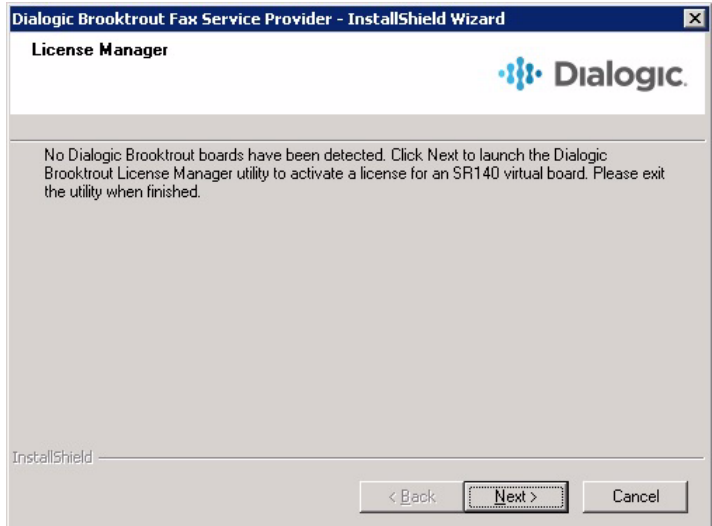 Dialogic Brooktrout Fax Service Provider - InstallShield Wizard
License Manager
Dialogic.
No Dialogic Brooktrout boards have been detected. Click Next to launch the Dialogic
Brooktrout License Manager utility to activate a license for an SR140 virtual board. Please exit
the utility when finished.
InstallShield
< Back
Next >
Cancel